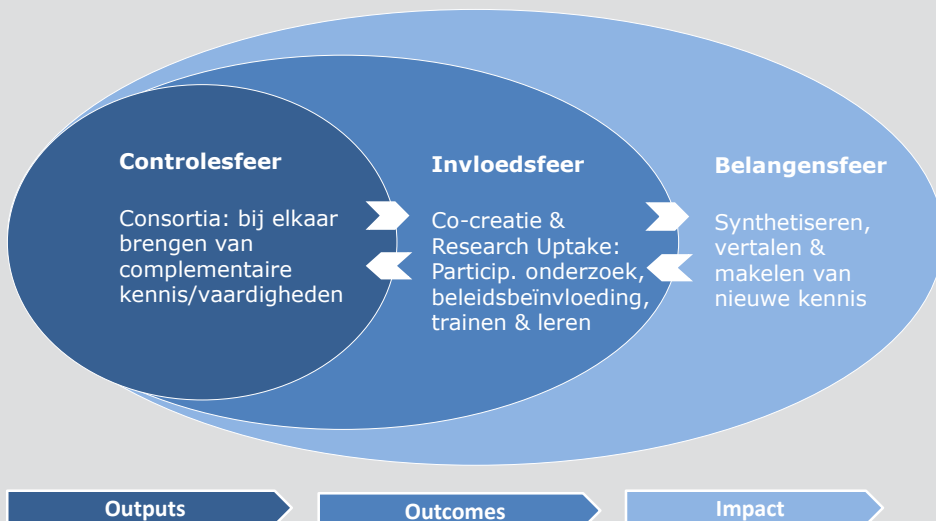 Controlesfeer
Consortia: bij elkaar
brengen van
complementaire
kennis/vaardigheden
Invloedsfeer
Co-creatie &
Research Uptake:
Particip. onderzoek,
beleidsbeïnvloeding,
trainen & leren
Belangensfeer
Synthetiseren,
vertalen &
makelen van
nieuwe kennis
Outputs
Outcomes
Impact